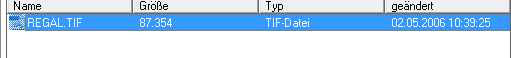 Name Größe Typ geändert
REGAL.TIF 87.354 TIF-Datei 02.05.2006 10:39:25